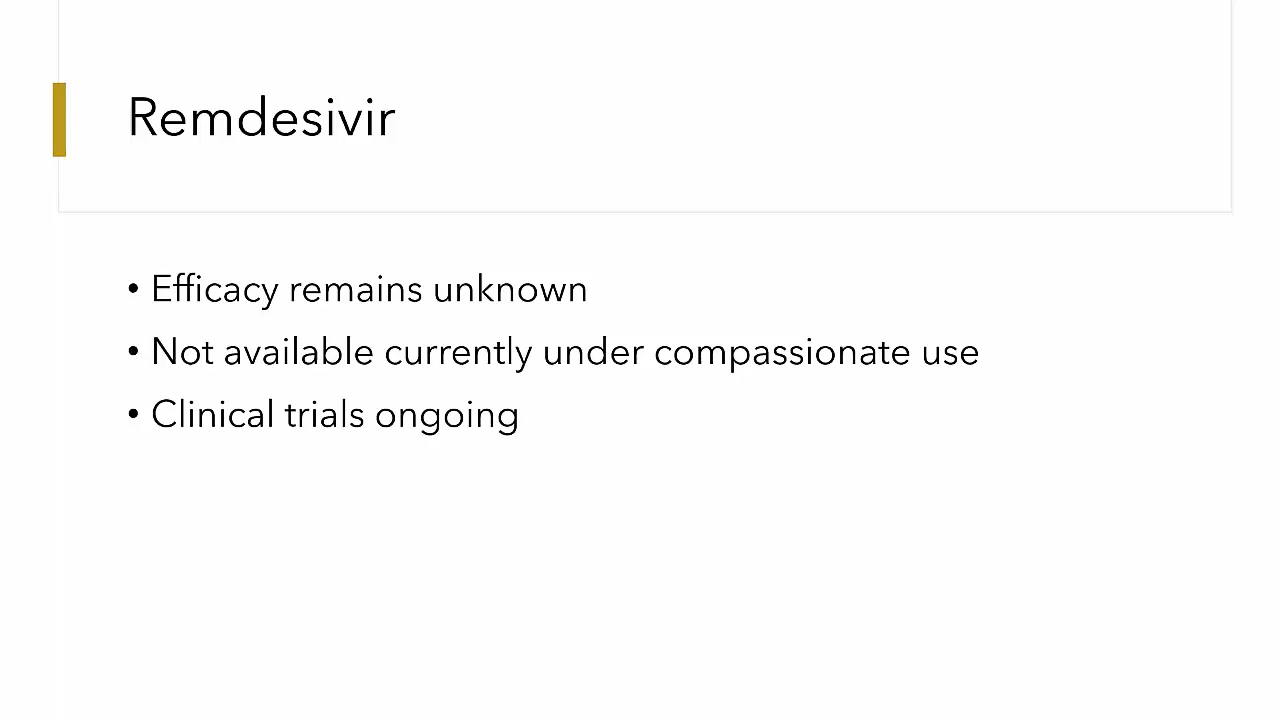 Remdesivir
• Efficacy remains unknown
• Not available currently under compassionate use
• Clinical trials ongoing